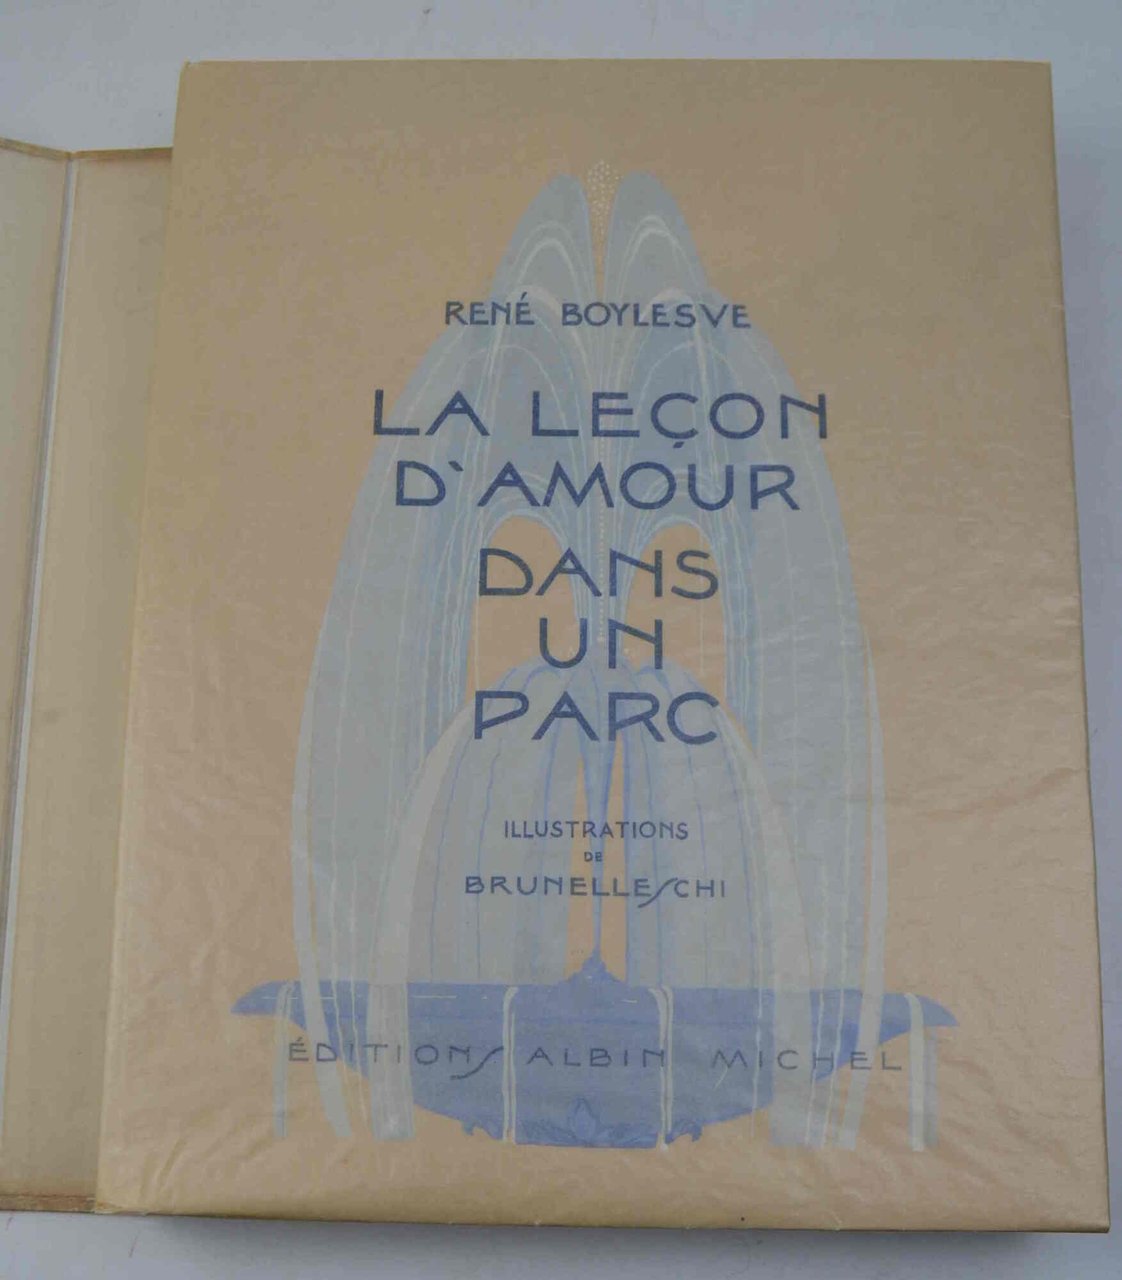 RENÉ BOYLESVE
LA LEÇON
D'AMOUR
DANS
UN
PARC
ILLUSTRATIONS
DE
BRUNELLESCHI
ÉDITIONS ALBIN MICHEL